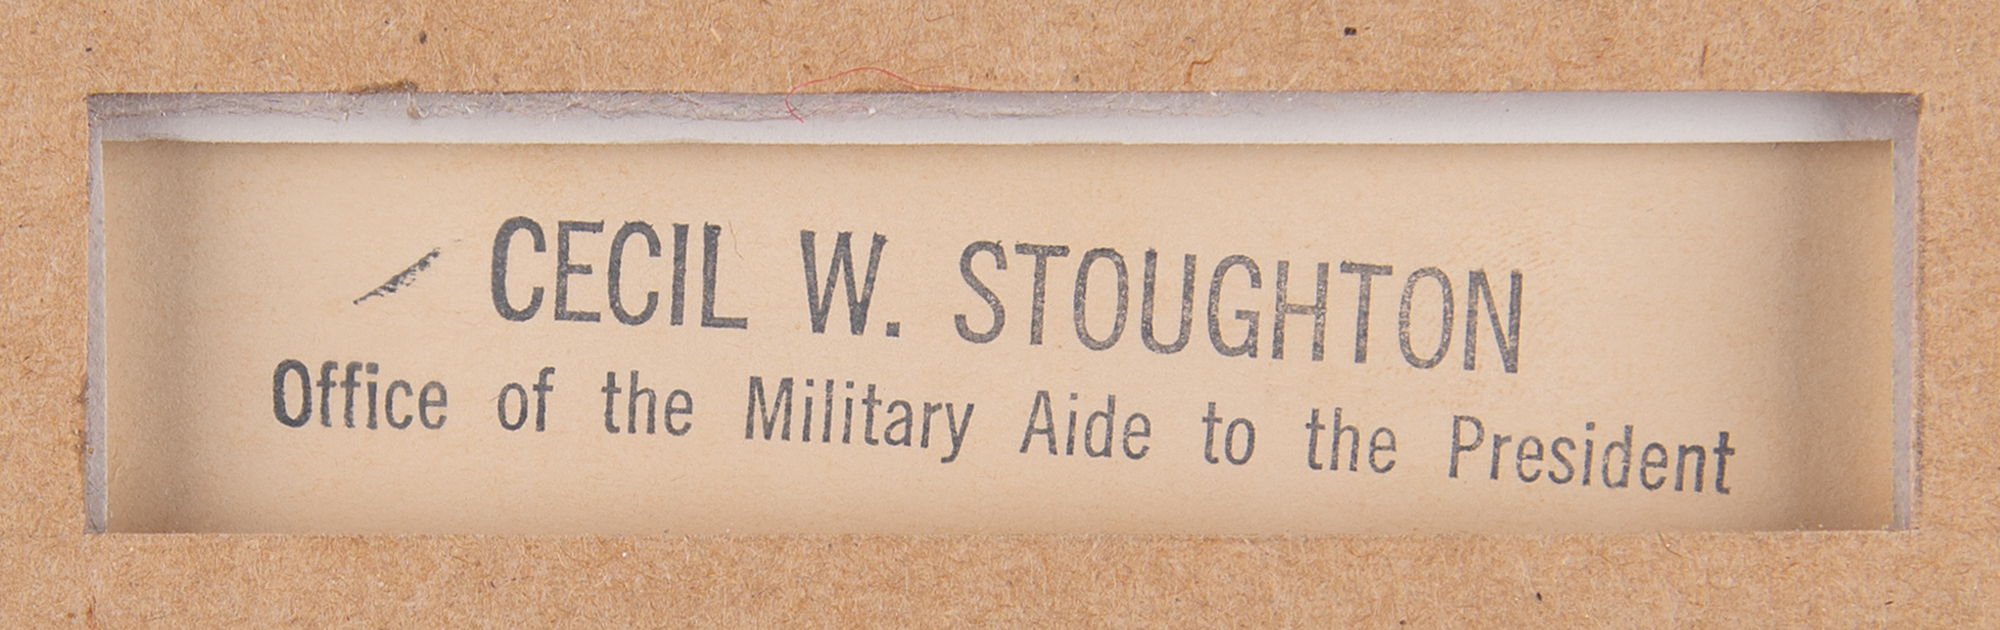 CECIL W. STOUGHTON
Office of the Military Aide to the President